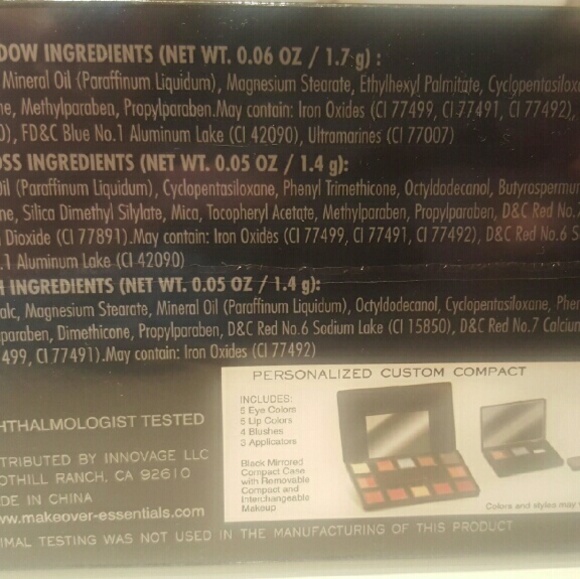 DOW INGREDIENTS (NET WT. 0.06 OZ / 1.7 g) :
Mineral Oil (Paraffinum Liquidum), Magnesium Stearate, Ethylhexyl Palmitate, Cyclopentasiloxa
ne, Methylparaben, Propylparaben.May contain: Iron Oxides (CI 77499, CI 77491, CI 77492),
0), FD&C Blue No.1 Aluminum Lake (CI 42090), Ultramarines (CI 77007)
OSS INGREDIENTS (NET WT. 0.05 OZ / 1.4 g):
Oil (Paraffinum Liquidum), Cyclopentasiloxane, Phenyl Trimethicone, Octyldodecanol, Butyrospermum
ne, Silica Dimethyl Silylate, Mica, Tocopheryl Acetate, Methylparaben, Propylparaben, D&C Red No.
Dioxide (CI 77891).May contain: Iron Oxides (CI 77499, CI 77491, CI 77492), D&C Red No.6 S
.1 Aluminum Lake (CI 42090)
H INGREDIENTS (NET WT. 0.05 OZ / 1.4 g):
alc, Magnesium Stearate, Mineral Oil (Paraffinum Liquidum), Octyldodecanol, Cyclopentasiloxane, Phen
paraben, Dimethicone, Propylparaben, D&C Red No.6 Sodium Lake (CI 15850), D&C Red No.7 Calcium
499, CI 77491).May contain: Iron Oxides (CI 77492)
HTHALMOLOGIST TESTED
TRIBUTED BY INNOVAGE LLC
OTHILL RANCH, CA 92610
DE IN CHINA
ww.makeover-essentials.com
IMAL TESTING WAS NOT USED IN THE MANUFACTURING OF THIS PRODUCT
PERSONALIZED CUSTOM COMPACT
INCLUDES:
5 Eye Colors
5 Lip Colors
4 Blushes
3 Applicators
Black Mirrored
Compact Case
with Removable
Compact and
Interchangeable
Makeup
Colors and styles may